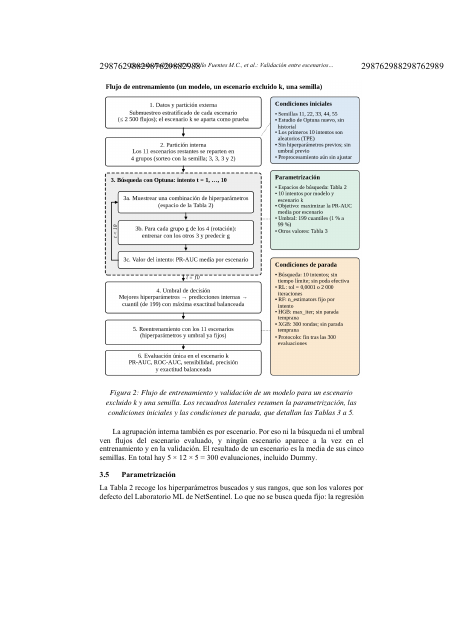 Fuentes M.C., et al.: Validación entre escenarios...
Flujo de entrenamiento (un modelo, un escenario excluido k, una semilla)
1. Datos y partición externa
Submuestreo estratificado de cada escenario
(≤ 2 500 flujos); el escenario k se aparta como prueba
2. Partición interna
Los 11 escenarios restantes se reparten en
4 grupos (sorteo con la semilla; 3, 3, 3 y 2)
3. Búsqueda con Optuna: intento t = 1, …, 10
3a. Muestrear una combinación de hiperparámetros
(espacio de la Tabla 2)
3b. Para cada grupo g de los 4 (rotación):
entrenar con los otros 3 y predecir g
3c. Valor del intento: PR-AUC media por escenario
t < 10
t = 10
4. Umbral de decisión
Mejores hiperparámetros → predicciones internas →
cuantil (de 199) con máxima exactitud balanceada
5. Reentrenamiento con los 11 escenarios
(hiperparámetros y umbral ya fijos)
6. Evaluación única en el escenario k
PR-AUC, ROC-AUC, sensibilidad, precisión
y exactitud balanceada
Condiciones iniciales
• Semillas 11, 22, 33, 44, 55
• Estudio de Optuna nuevo, sin
historial
• Los primeros 10 intentos son
aleatorios (TPE)
• Sin hiperparámetros previos; sin
umbral previo
• Preprocesamiento aún sin ajustar
Parametrización
• Espacios de búsqueda: Tabla 2
• 10 intentos por modelo y
escenario k
• Objetivo: maximizar la PR-AUC
media por escenario
• Umbral: 199 cuantiles (1 % a
99 %)
• Otros valores: Tabla 3
Condiciones de parada
• Búsqueda: 10 intentos; sin
tiempo límite; sin poda efectiva
• RL: tol = 0,0001 o 2 000
iteraciones
• RF: n_estimators fijo por
intento
• HGB: max_iter; sin parada
temprana
• XGB: 300 rondas; sin parada
temprana
• Protocolo: fin tras las 300
evaluaciones
Figura 2: Flujo de entrenamiento y validación de un modelo para un escenario
excluido k y una semilla. Los recuadros laterales resumen la parametrización, las
condiciones iniciales y las condiciones de parada, que detallan las Tablas 3 a 5.
La agrupación interna también es por escenario. Por eso ni la búsqueda ni el umbral
ven flujos del escenario evaluado, y ningún escenario aparece a la vez en el
entrenamiento y en la validación. El resultado de un escenario es la media de sus cinco
semillas. En total hay 5 × 12 × 5 = 300 evaluaciones, incluido Dummy.
3.5 Parametrización
La Tabla 2 recoge los hiperparámetros buscados y sus rangos, que son los valores por
defecto del Laboratorio ML de NetSentinel. Lo que no se busca queda fijo: la regresión